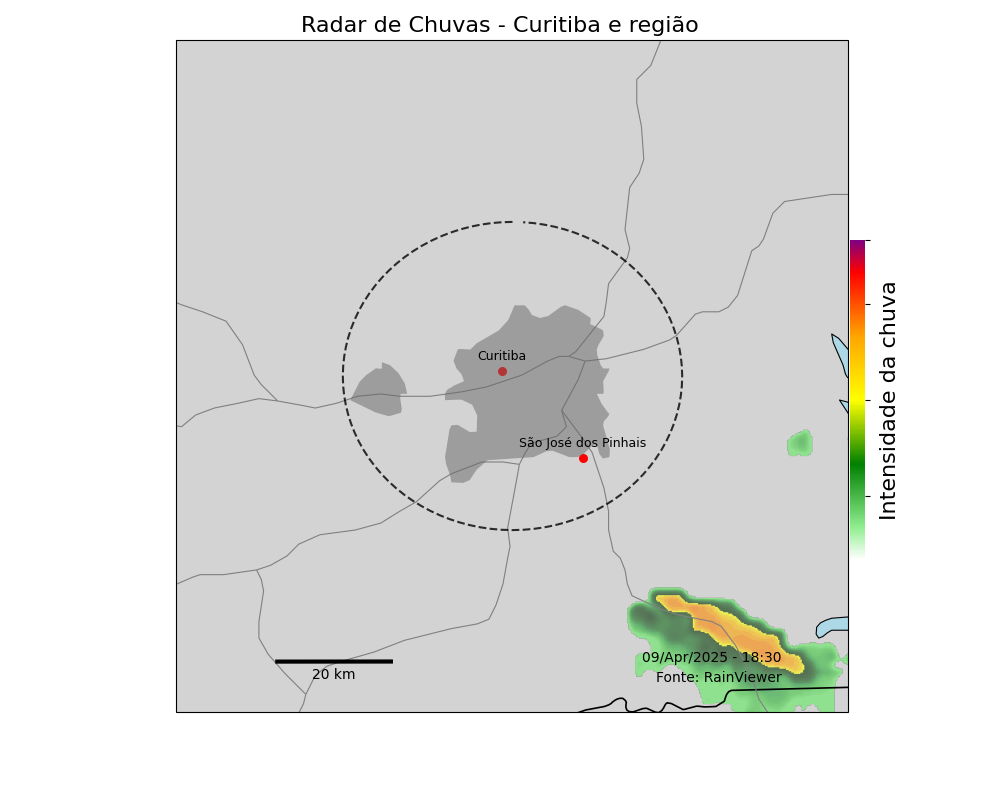 Radar de Chuvas - Curitiba e região
Curitiba
São José dos Pinhais
Intensidade da chuva
09/Apr/2025 - 18:30
20 km
Fonte: RainViewer